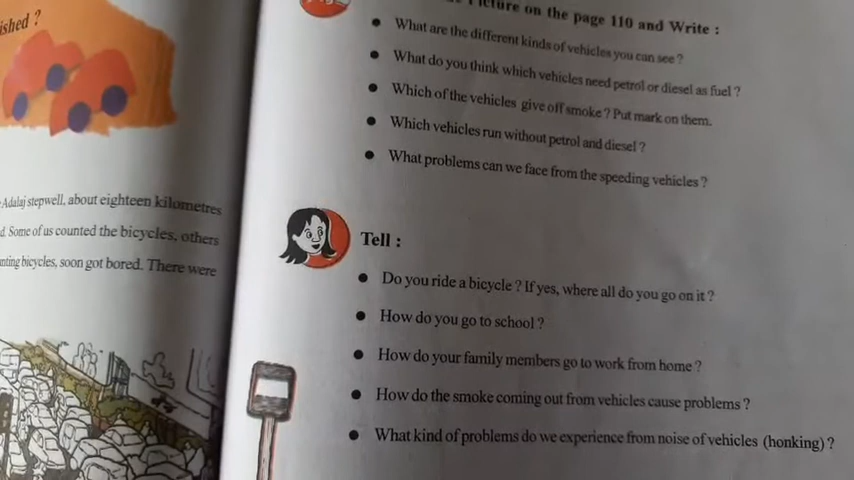 ished ?
Adalaj stepwell, about eighteen kilometres
d. Some of us counted the bicycles, others
nting bicycles, soon got bored. There were
Picture on the page 110 and Write :
• What are the different kinds of vehicles you can see ?
• What do you think which vehicles need petrol or diesel as fuel ?
• Which of the vehicles give off smoke ? Put mark on them.
• Which vehicles run without petrol and diesel ?
• What problems can we face from the speeding vehicles ?
Tell :
• Do you ride a bicycle ? If yes, where all do you go on it ?
• How do you go to school ?
• How do your family members go to work from home ?
• How do the smoke coming out from vehicles cause problems ?
• What kind of problems do we experience from noise of vehicles (honking) ?